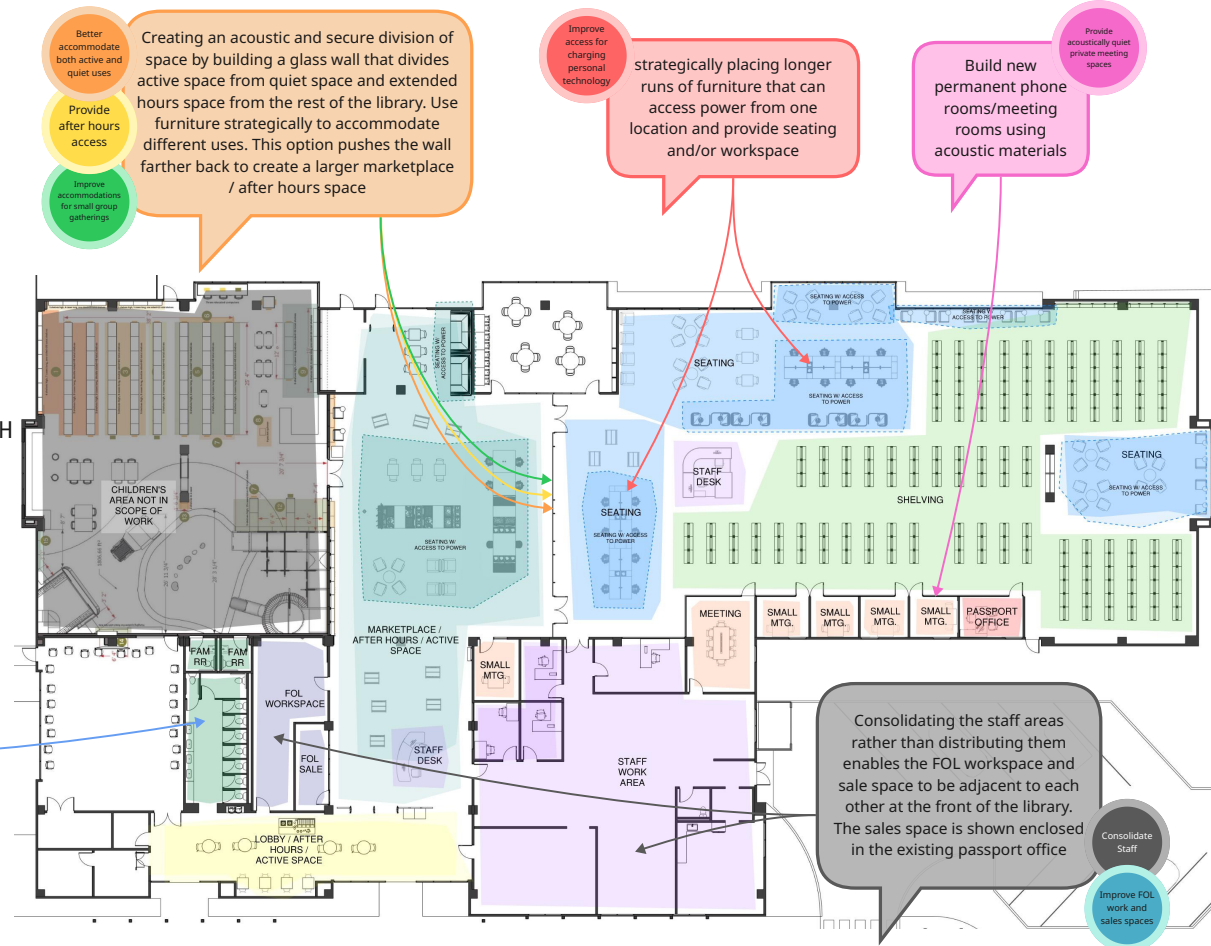 Better
accommodate
both active and
quiet uses
Provide
after hours
access
Improve
accommodations
for small group
gatherings
Creating an acoustic and secure division of
space by building a glass wall that divides
active space from quiet space and extended
hours space from the rest of the library. Use
furniture strategically to accommodate
different uses. This option pushes the wall
farther back to create a larger marketplace
/ after hours space
Improve
access for
charging
personal
technology
strategically placing longer
runs of furniture that can
access power from one
location and provide seating
and/or workspace
Provide
acoustically quiet
private meeting
spaces
Build new
permanent phone
rooms/meeting
rooms using
acoustic materials
H
CHILDREN'S
AREA NOT IN
SCOPE OF
WORK
SEATING W/
ACCESS TO POWER
SEATING W/
ACCESS TO POWER
MARKETPLACE /
AFTER HOURS / ACTIVE
SPACE
SEATING
SEATING W/ ACCESS
TO POWER
SEATING W/ ACCESS
TO POWER
SEATING W/
ACCESS TO POWER
SEATING
SEATING W/ ACCESS
TO POWER
STAFF
DESK
SHELVING
SEATING
SEATING W/ ACCESS
TO POWER
MEETING
SMALL
MTG.
SMALL
MTG.
SMALL
MTG.
SMALL
MTG.
PASSPORT
OFFICE
FAM
RR
FAM
RR
FOL
WORKSPACE
FOL
SALE
STAFF
DESK
SMALL
MTG.
STAFF
WORK
AREA
LOBBY / AFTER
HOURS /
ACTIVE SPACE
Consolidating the staff areas
rather than distributing them
enables the FOL workspace and
sale space to be adjacent to each
other at the front of the library.
The sales space is shown enclosed
in the existing passport office
Consolidate
Staff
Improve FOL
work and
sales spaces